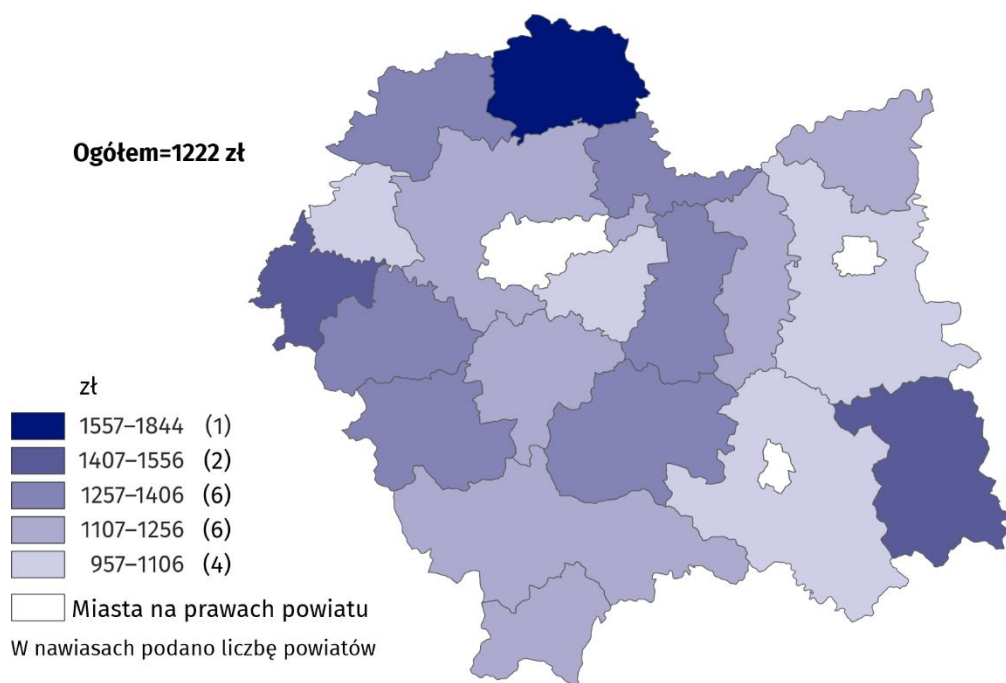 Ogółem=1222 zł
zł
1557–1844 (1)
1407–1556 (2)
1257–1406 (6)
1107–1256 (6)
957–1106 (4)
Miasta na prawach powiatu
W nawiasach podano liczbę powiatów